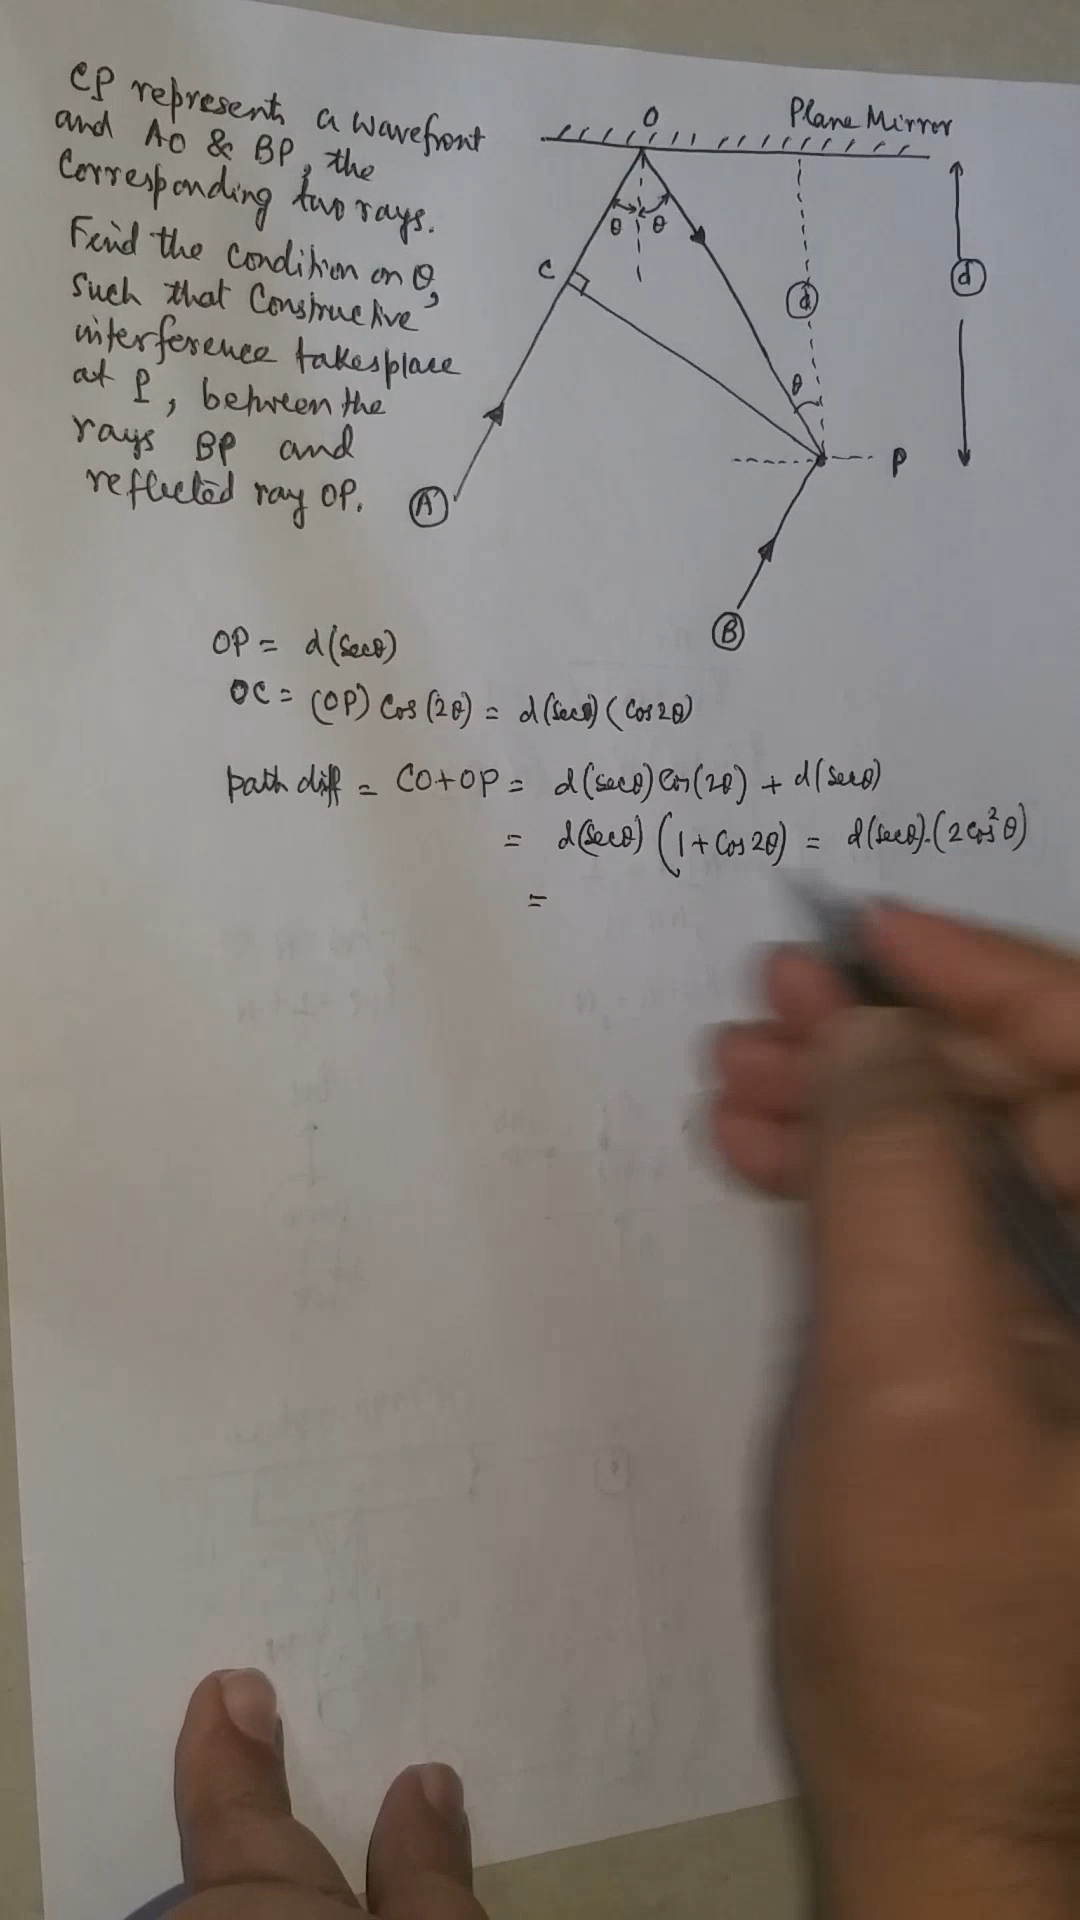 CP represents a wavefront
and AO & BP, the
Corresponding two rays.
Find the condition on θ,
such that Constructive
interference takesplace
at P, between the
rays BP and
reflected ray OP.
O
Plane Mirror
θ θ
C
d
d
θ
P
A
B
OP = d(secθ)
OC = (OP) Cos(2θ) = d(secθ)(Cos2θ)
path diff = CO+OP = d(secθ)Cos(2θ) + d(secθ)
= d(secθ)(1+Cos2θ) = d(secθ).(2Cos²θ)
=